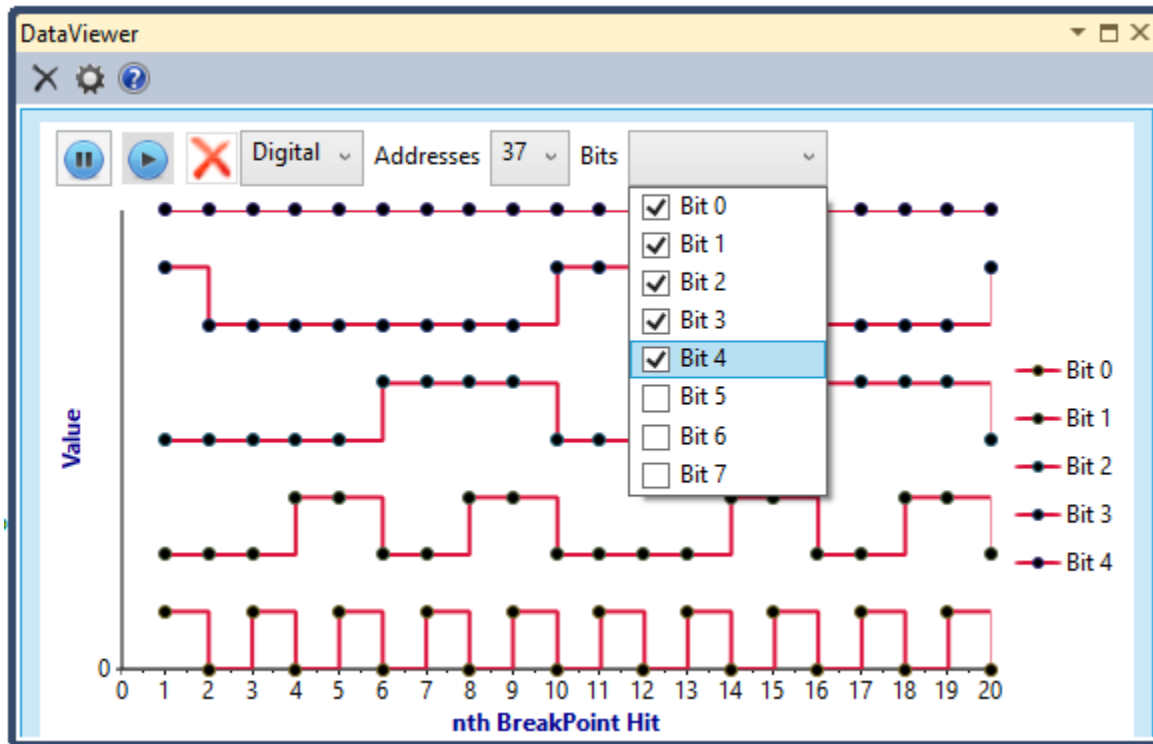 DataViewer
Digital Addresses 37 Bits
Bit 0
Bit 1
Bit 2
Bit 3
Bit 4
Bit 5
Bit 6
Bit 7
Value
Bit 0
Bit 1
Bit 2
Bit 3
Bit 4
0
0 1 2 3 4 5 6 7 8 9 10 11 12 13 14 15 16 17 18 19 20
nth BreakPoint Hit